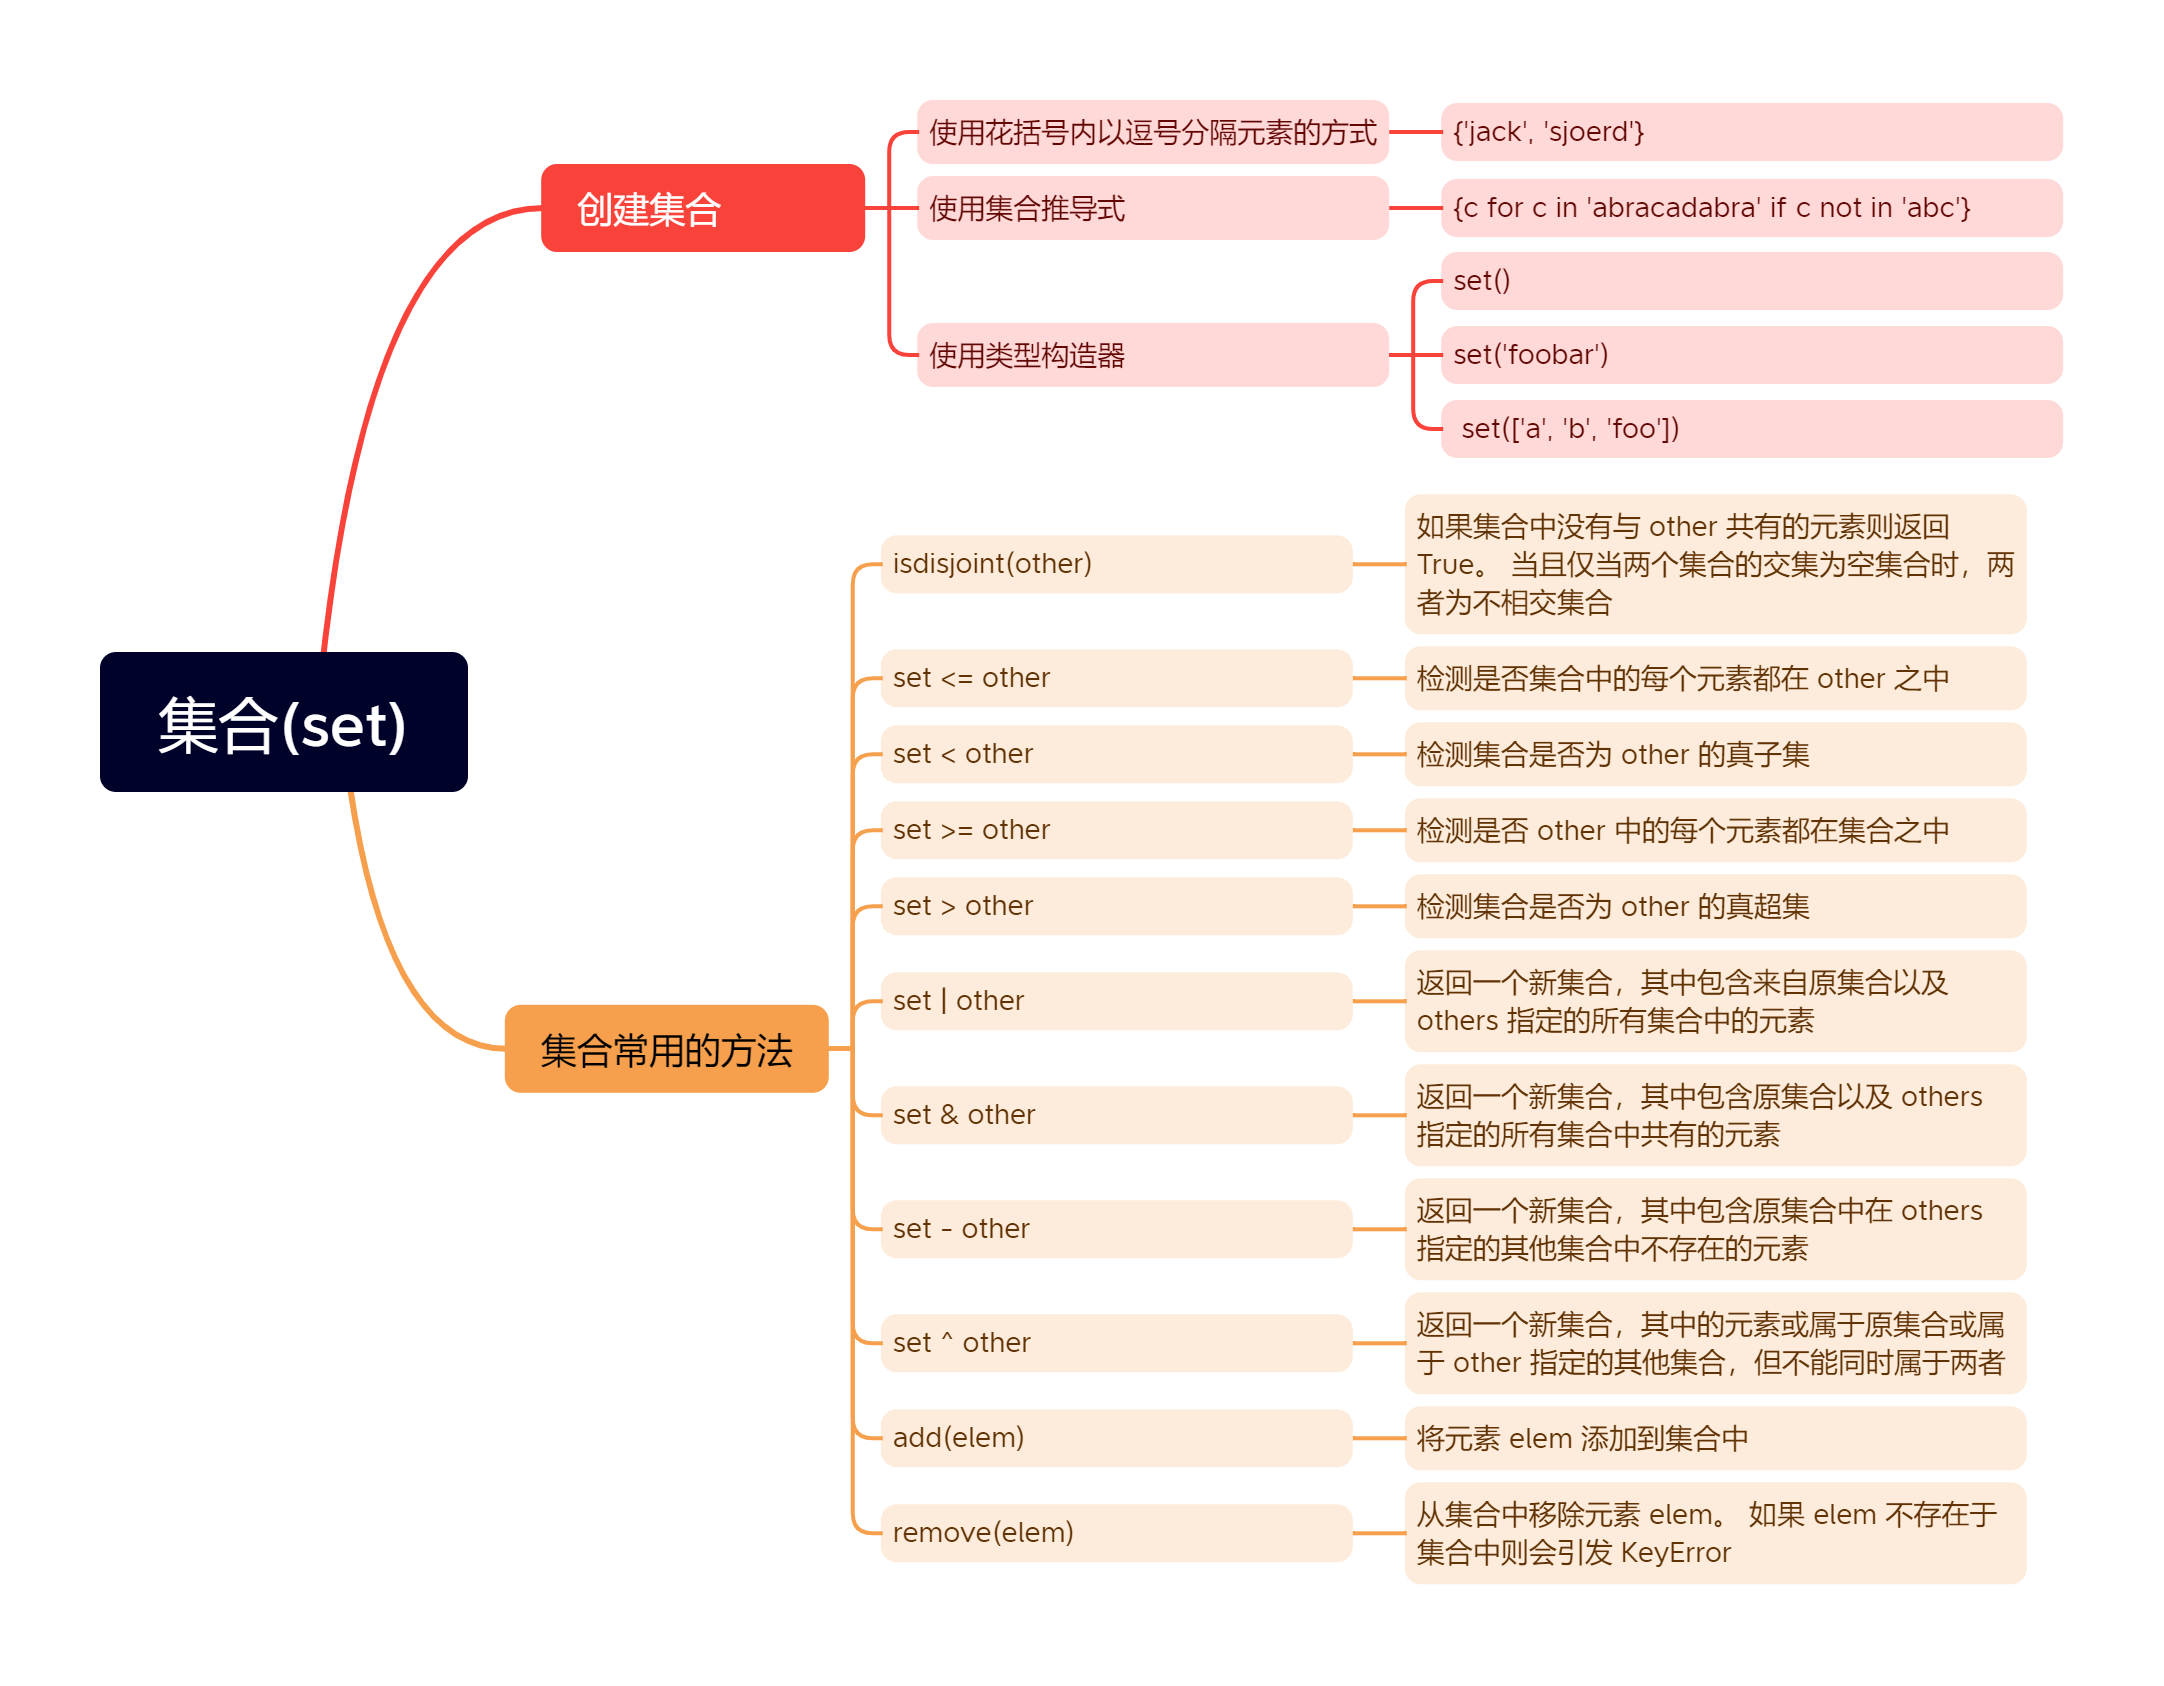 集合(set)
创建集合
使用花括号内以逗号分隔元素的方式
{'jack', 'sjoerd'}
使用集合推导式
{c for c in 'abracadabra' if c not in 'abc'}
使用类型构造器
set()
set('foobar')
set(['a', 'b', 'foo'])
集合常用的方法
isdisjoint(other)
如果集合中没有与 other 共有的元素则返回
True。 当且仅当两个集合的交集为空集合时，两
者为不相交集合
set <= other
检测是否集合中的每个元素都在 other 之中
set < other
检测集合是否为 other 的真子集
set >= other
检测是否 other 中的每个元素都在集合之中
set > other
检测集合是否为 other 的真超集
set | other
返回一个新集合，其中包含来自原集合以及
others 指定的所有集合中的元素
set & other
返回一个新集合，其中包含原集合以及 others
指定的所有集合中共有的元素
set - other
返回一个新集合，其中包含原集合中在 others
指定的其他集合中不存在的元素
set ^ other
返回一个新集合，其中的元素或属于原集合或属
于 other 指定的其他集合，但不能同时属于两者
add(elem)
将元素 elem 添加到集合中
remove(elem)
从集合中移除元素 elem。 如果 elem 不存在于
集合中则会引发 KeyError